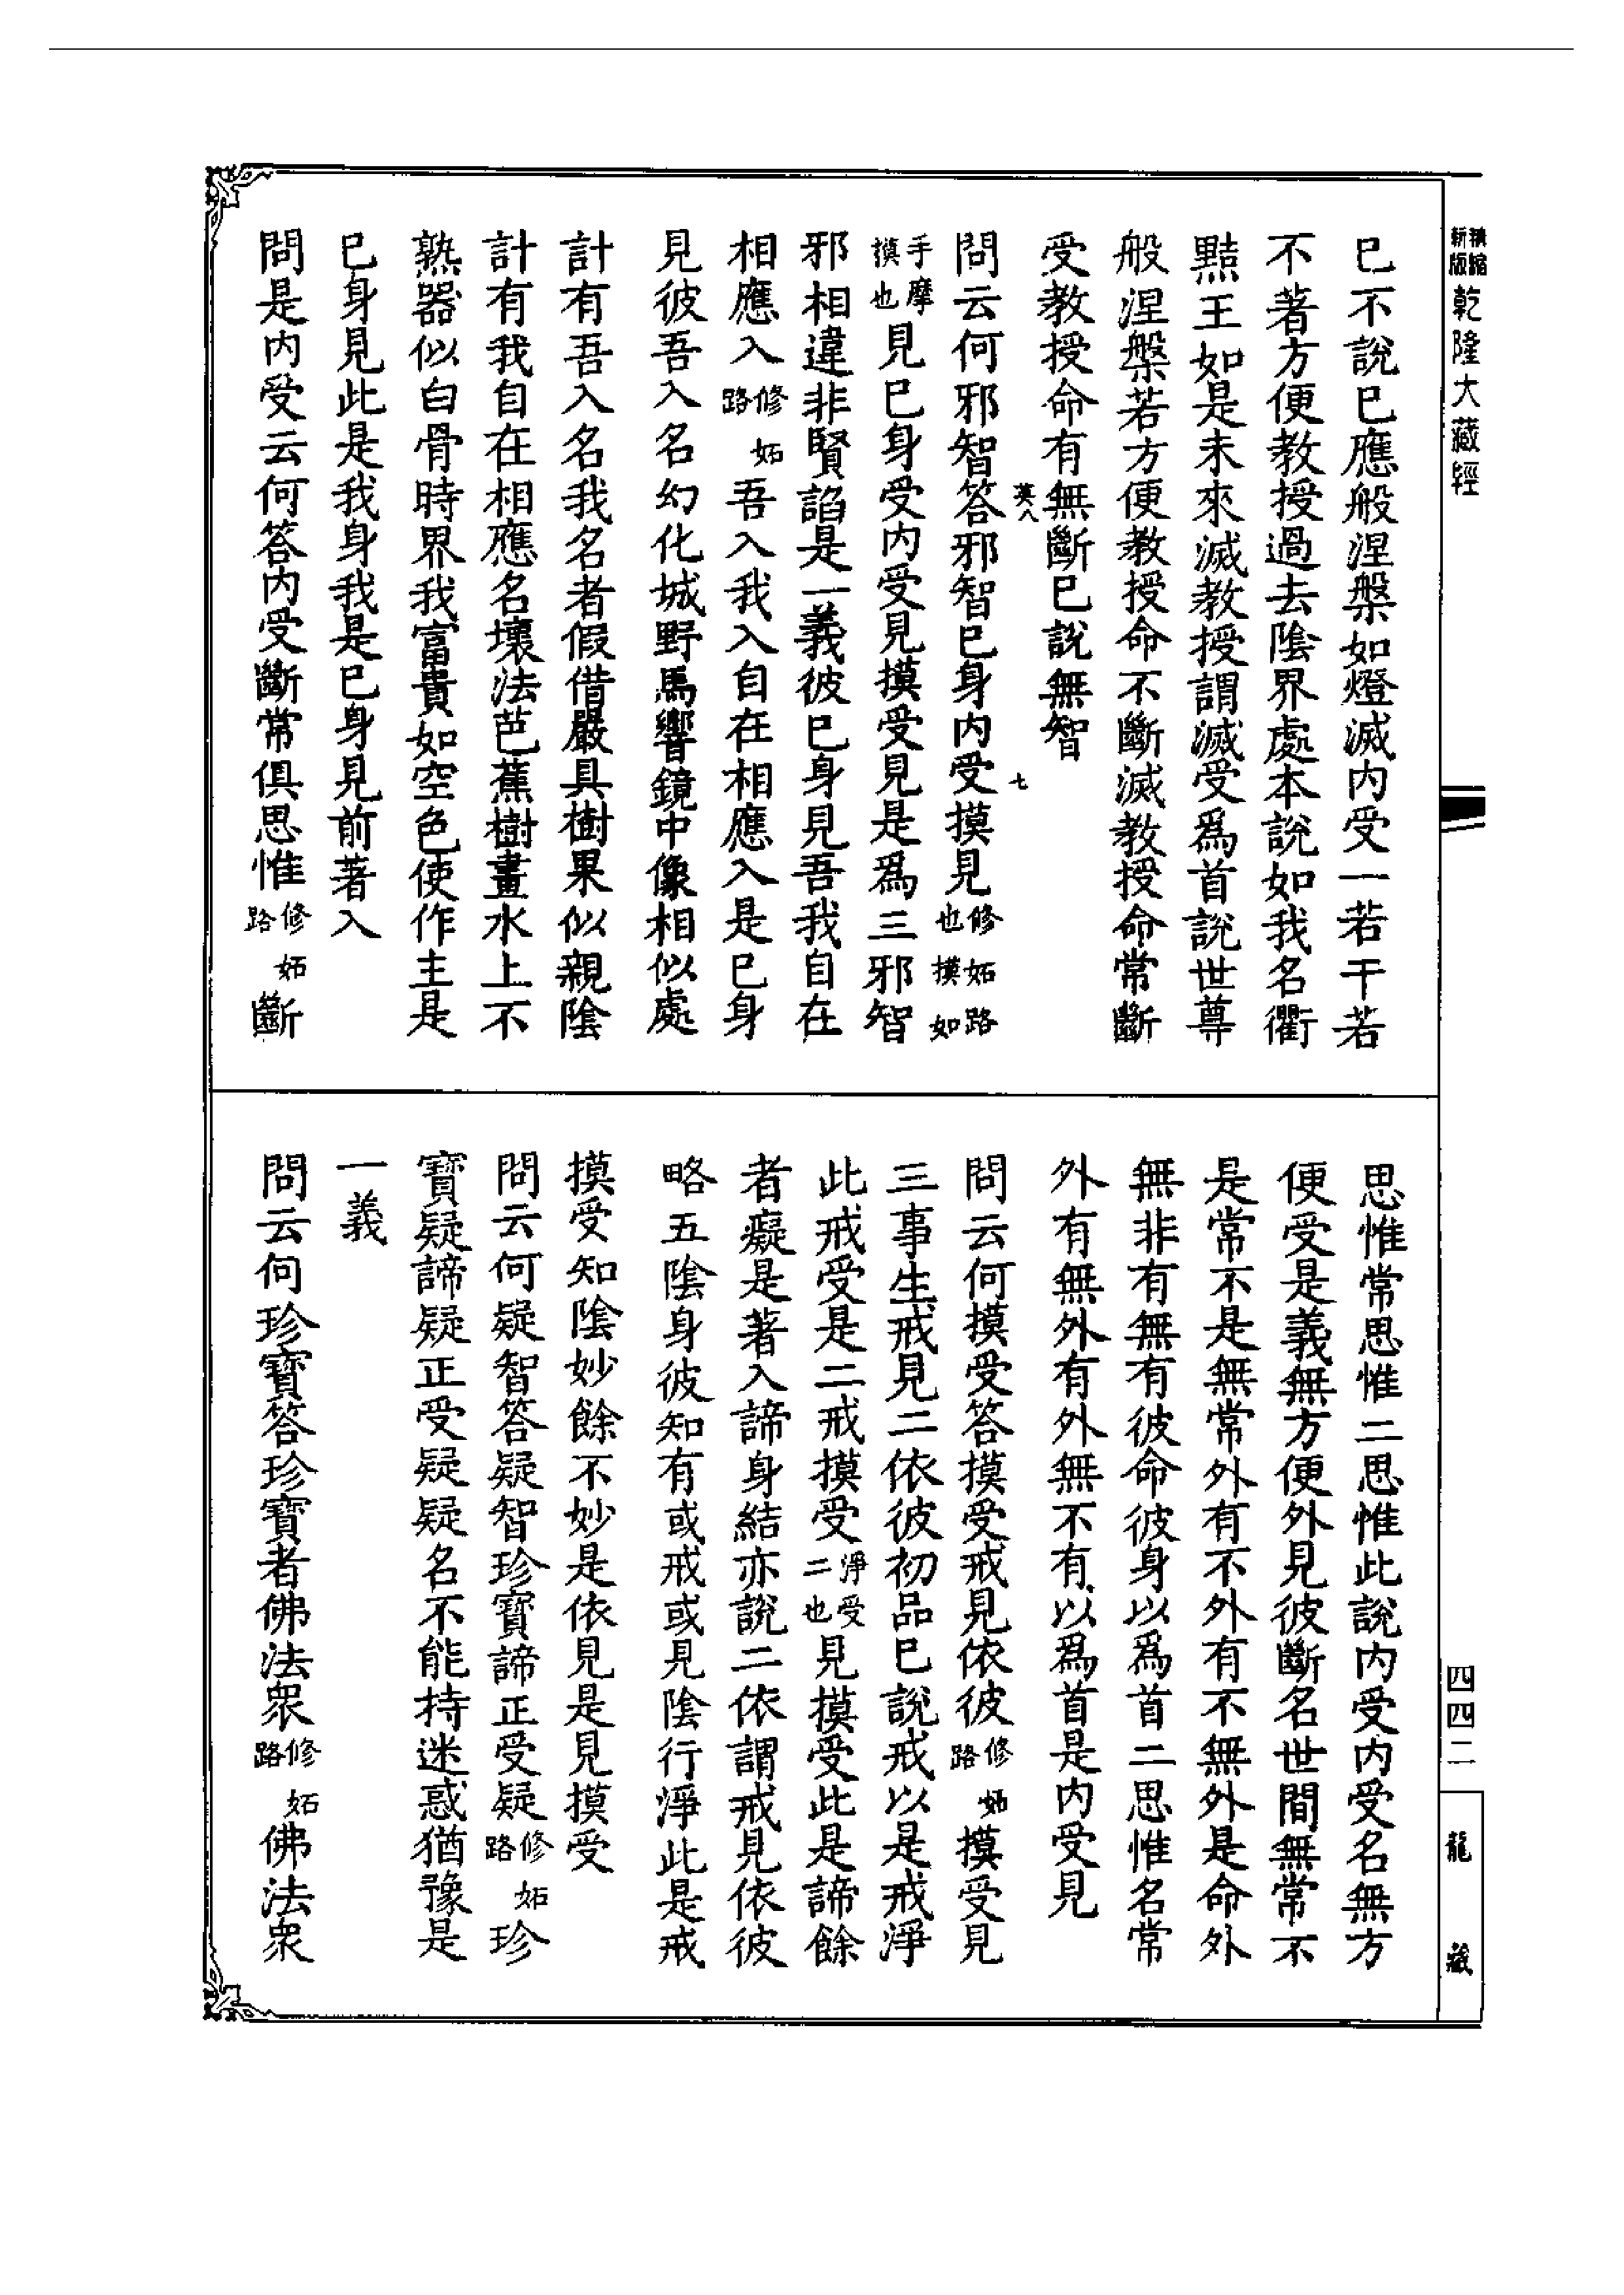 精縮新版乾隆大藏經
已不說已應般涅槃如燈滅內受一若干若
不著方便教授過去陰界處本說如我名衢
黠王如是未來滅教授謂滅受為首說世尊
般涅槃若方便教授命不斷滅教授命常斷
受教授命有無斷已說無智
英八 七
問云何邪智答邪智已身內受摸見修妬路也摸如
手摩摸也見已身受內受見摸受見是為三邪智
邪相違非賢諂是一義彼已身見吾我自在
相應入修妬路吾入我入自在相應入是已身
見彼吾入名幻化城野馬響鏡中像相似處
計有吾入名我名者假借嚴具樹果似親陰
計有我自在相應名壞法芭蕉樹畫水上不
熟器似白骨時界我富貴如空色使作主是
已身見此是我身我是已身見前著入
問是內受云何答內受斷常俱思惟修妬路斷
思惟常思惟二思惟此說內受內受名無方
便受是義無方便外見彼斷名世間無常不
是常不是無常外有不外有不無外是命外
無非有無有彼命彼身以為首二思惟名常
外有無外有外無不有以為首是內受見
問云何摸受答摸受戒見依彼修妬路摸受見
三事生戒見二依彼初品已說戒以是戒淨
此戒受是二戒摸受淨受二也見摸受此是諦餘
者癡是著入諦身結亦說二依謂戒見依彼
略五陰身彼知有或戒或見陰行淨此是戒
摸受知陰妙餘不妙是依見是見摸受
問云何疑智答疑智珍寶諦正受疑修妬路珍
寶疑諦疑正受疑疑名不能持迷惑猶豫是
一義
問云何珍寶答珍寶者佛法眾修妬路佛法眾
四四二
龍藏